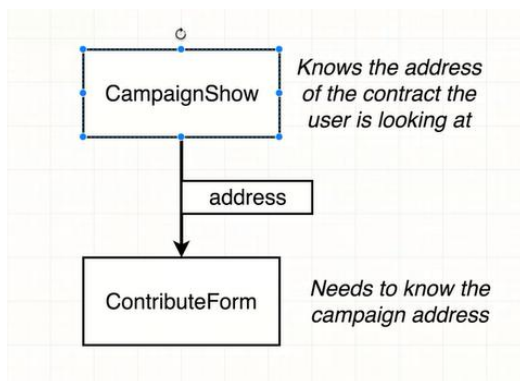 CampaignShow
Knows the address
of the contract the
user is looking at
address
ContributeForm
Needs to know the
campaign address